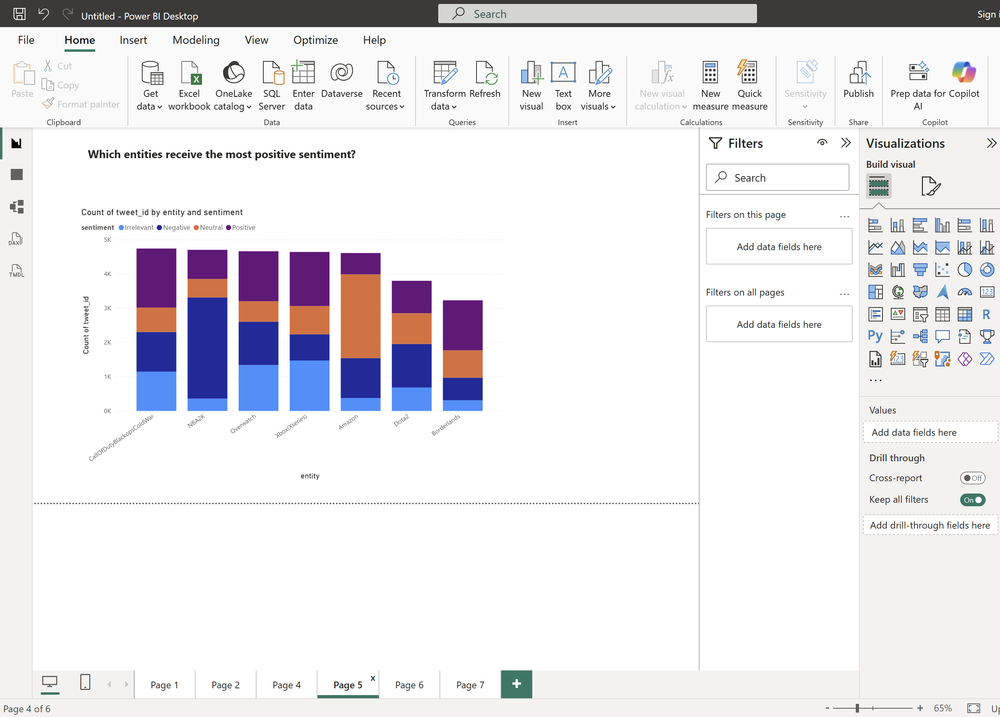 Untitled - Power BI Desktop
Search
Sign i
File
Home
Insert
Modeling
View
Optimize
Help
Paste
Cut
Copy
Format painter
Clipboard
Get data
Excel workbook
OneLake catalog
SQL Server
Enter data
Dataverse
Recent sources
Data
Transform data
Refresh
Queries
New visual
Text box
More visuals
Insert
New visual calculation
New measure
Quick measure
Calculations
Sensitivity
Sensitivity
Publish
Share
Prep data for AI
Copilot
Copilot
DAX
TMDL
Which entities receive the most positive sentiment?
Count of tweet_id by entity and sentiment
sentiment Irrelevant Negative Neutral Positive
5K
4K
3K
2K
1K
0K
Count of tweet_id
CallOfDutyBlackopsColdWar
NBA2K
Overwatch
Xbox(Xseries)
Amazon
Dota2
Borderlands
entity
Filters
Search
Filters on this page ...
Add data fields here
Filters on all pages ...
Add data fields here
Visualizations
Build visual
123
R
Py
123
...
Values
Add data fields here
Drill through
Cross-report
Off
Keep all filters
On
Add drill-through fields here
Page 1
Page 2
Page 4
Page 5
x
Page 6
Page 7
+
Page 4 of 6
- + 65%
Up